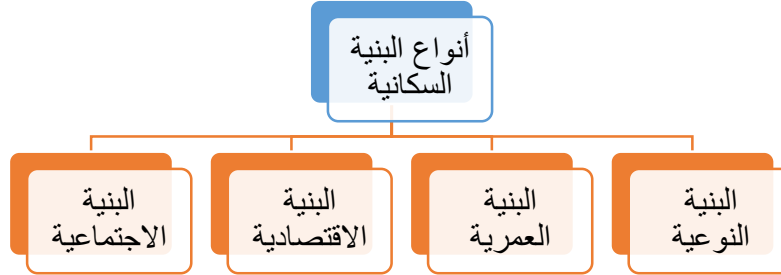 أنواع البنية
السكانية
البنية
النوعية
البنية
العمرية
البنية
الاقتصادية
البنية
الاجتماعية